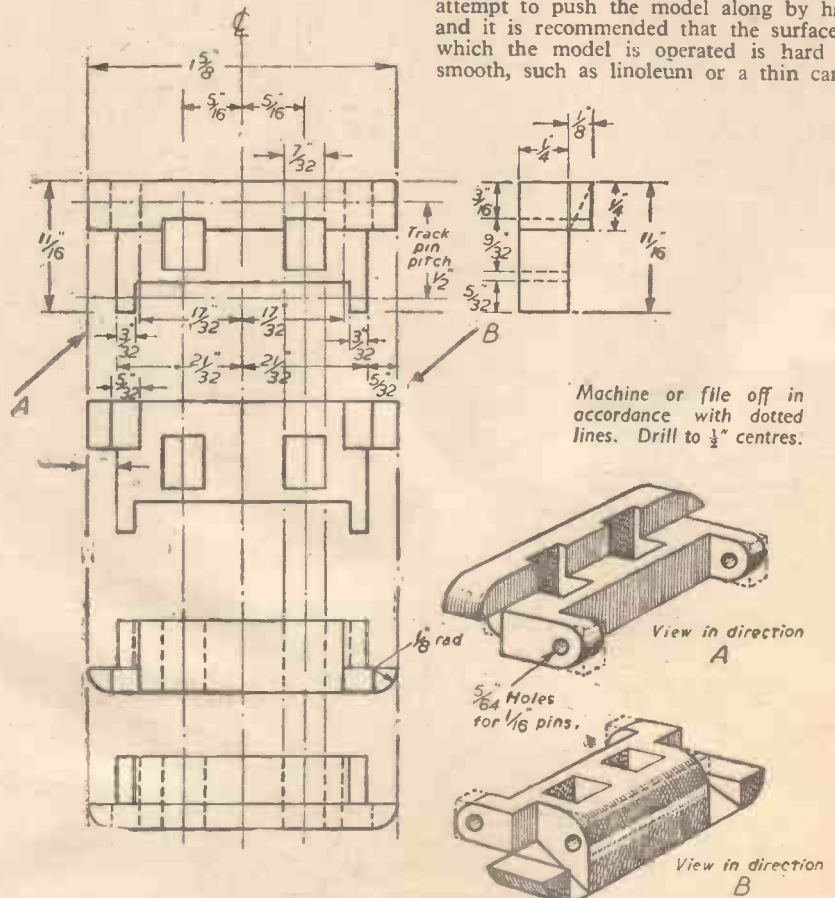 attempt to push the model along by
and it is recommended that the surface
which the model is operated is hard
smooth, such as linoleum or a thin
℄
1 5/8"
5/16" 5/16"
7/32"
1/8"
1/4"
3/16"
1/4"
11/16"
Track
pin
pitch
1/2"
9/32"
11/16"
5/32"
17/32" 17/32"
3/32" 3/32"
B
21/32" 21/32" 5/32"
5/32"
A
Machine or file off in
accordance with dotted
lines. Drill to 1/2" centres.
1/8" rad
View in direction
A
5/64" Holes
for 1/16" pins.
View in direction
B